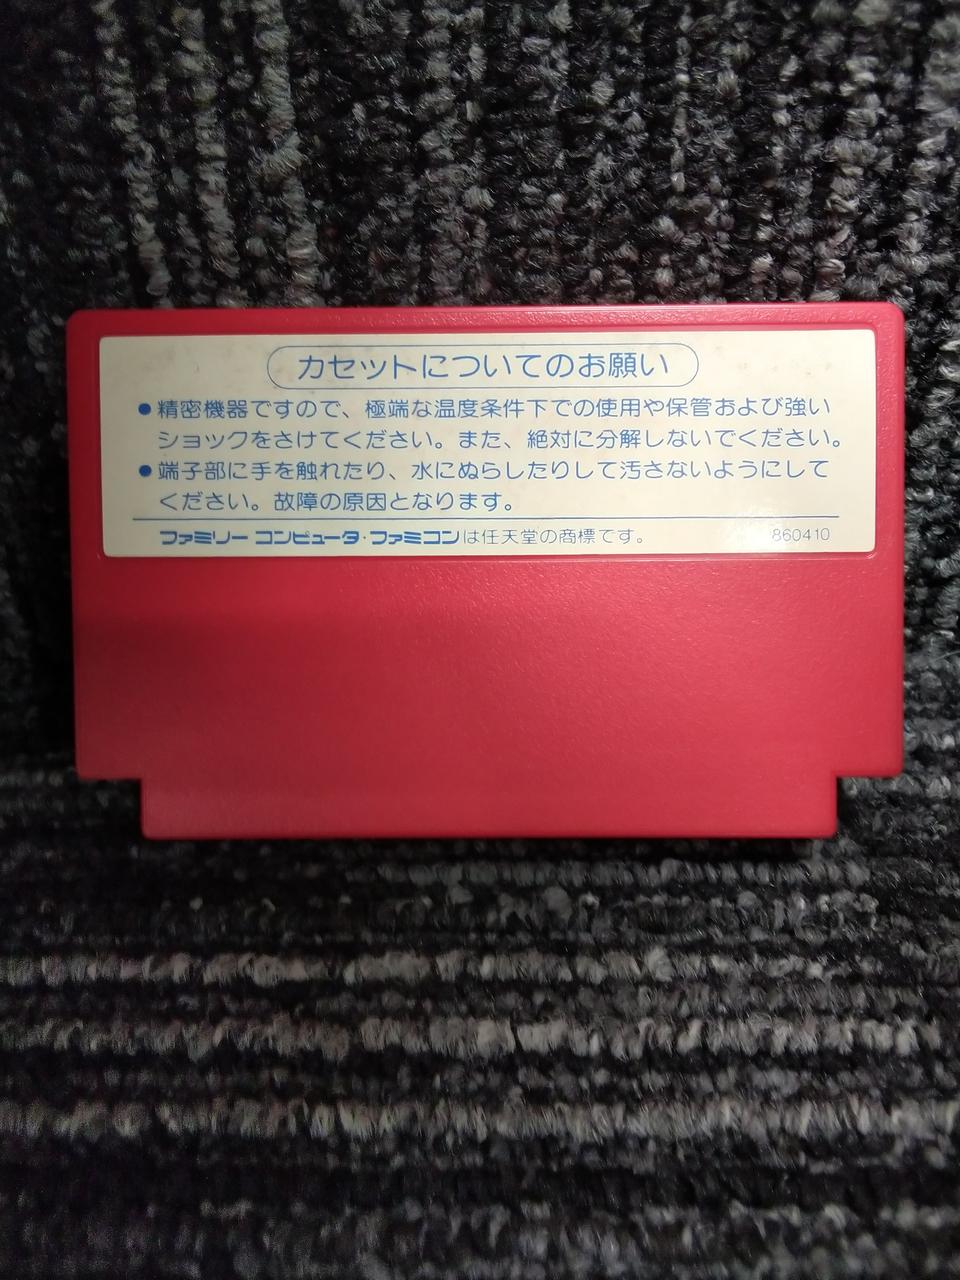 カセットについてのお願い
●精密機器ですので、極端な温度条件下での使用や保管および強い
ショックをさけてください。また、絶対に分解しないでください。
●端子部に手を触れたり、水にぬらしたりして汚さないようにして
ください。故障の原因となります。
ファミリー コンピュータ・ファミコンは任天堂の商標です。 860410